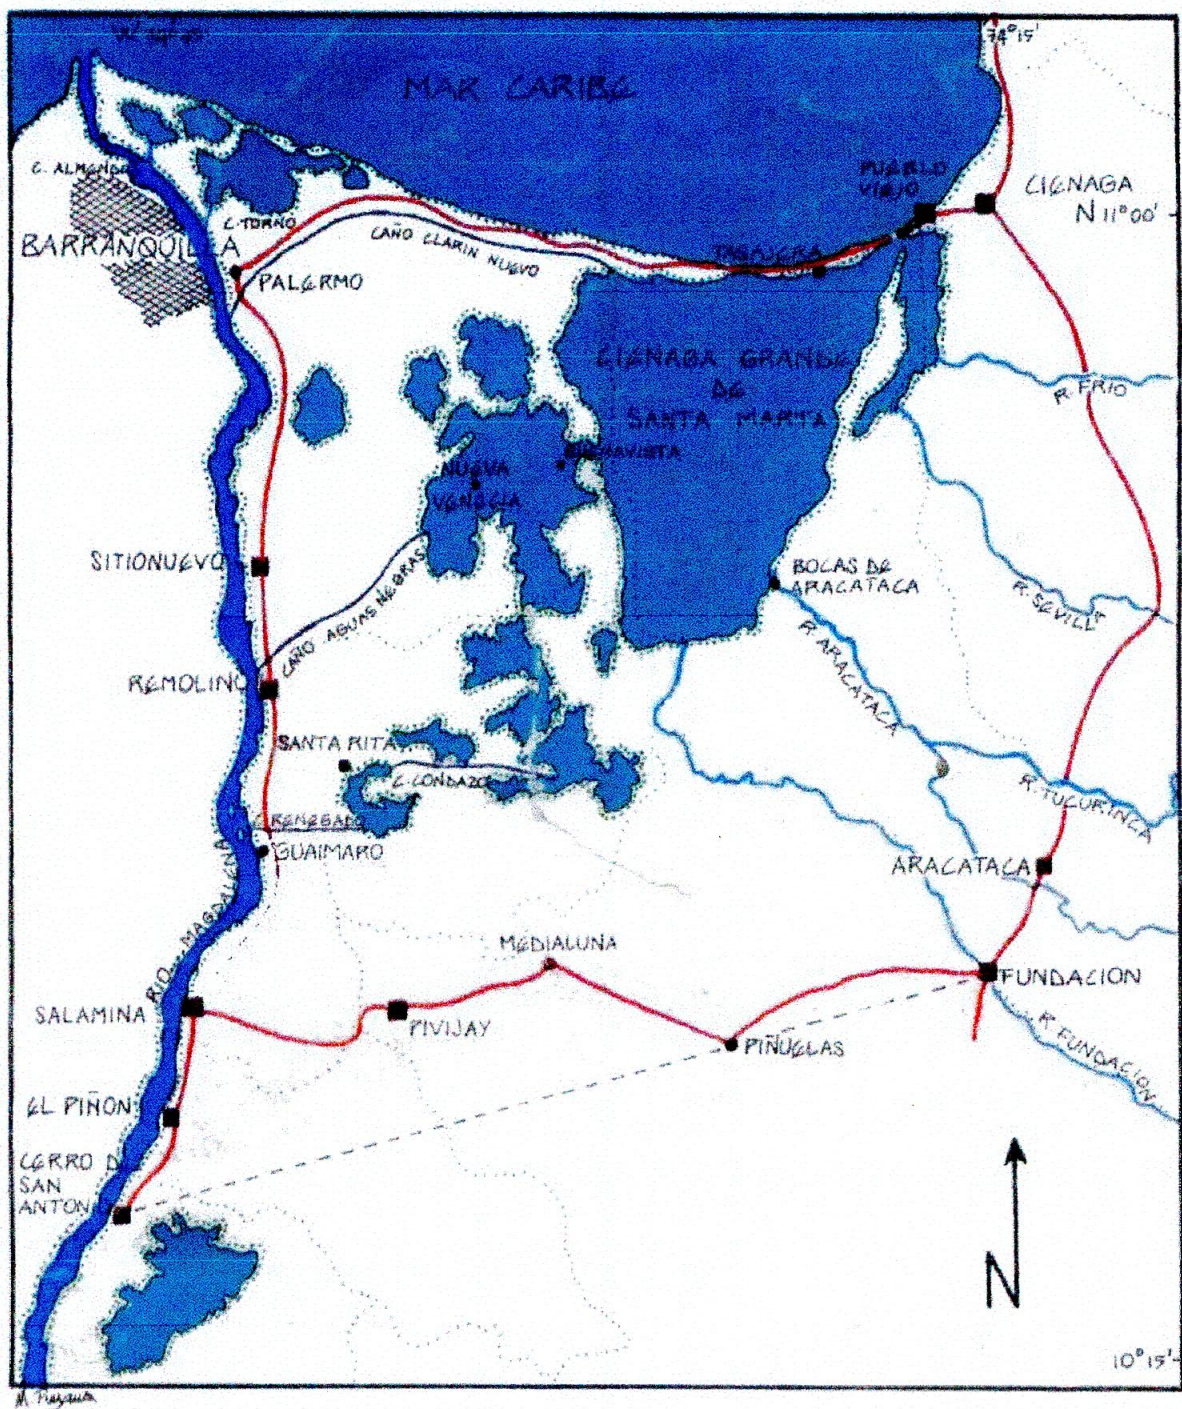 74°15'
MAR CARIBE
PUEBLO
VIEJO
CIENAGA
N 11°00'
C. ALMENDRO
C. TORNO
BARRANQUILLA
CAÑO CLARIN NUEVO
TASAJERA
PALERMO
CIENAGA GRANDE
DE
SANTA MARTA
R. FRIO
BUENAVISTA
NUEVA
VENECIA
SITIONUEVO
BOCAS DE
ARACATACA
R. SEVILLA
CAÑO AGUAS NEGRAS
REMOLINO
R. ARACATACA
SANTA RITA
C. CONDAZO
R. TUCURINCA
C. RENEGADO
GUAIMARO
ARACATACA
RIO MAGDALENA
MEDIALUNA
FUNDACION
SALAMINA
PIVIJAY
PIÑUELAS
R. FUNDACION
EL PIÑON
CERRO DE
SAN
ANTONIO
N
10°15'